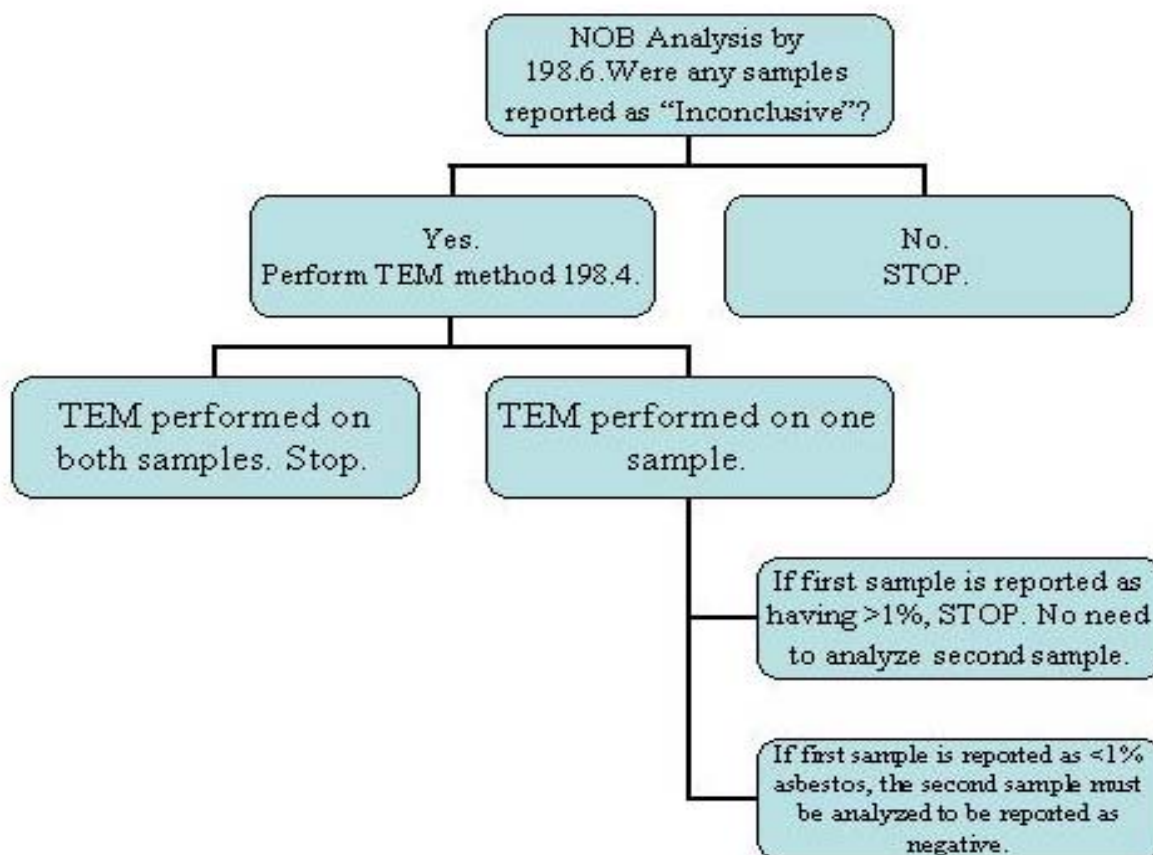 NOB Analysis by
198.6.Were any samples
reported as “Inconclusive”?
Yes.
Perform TEM method 198.4.
No.
STOP.
TEM performed on
both samples. Stop.
TEM performed on one
sample.
If first sample is reported as
having >1%, STOP. No need
to analyze second sample.
If first sample is reported as <1%
asbestos, the second sample must
be analyzed to be reported as
negative.